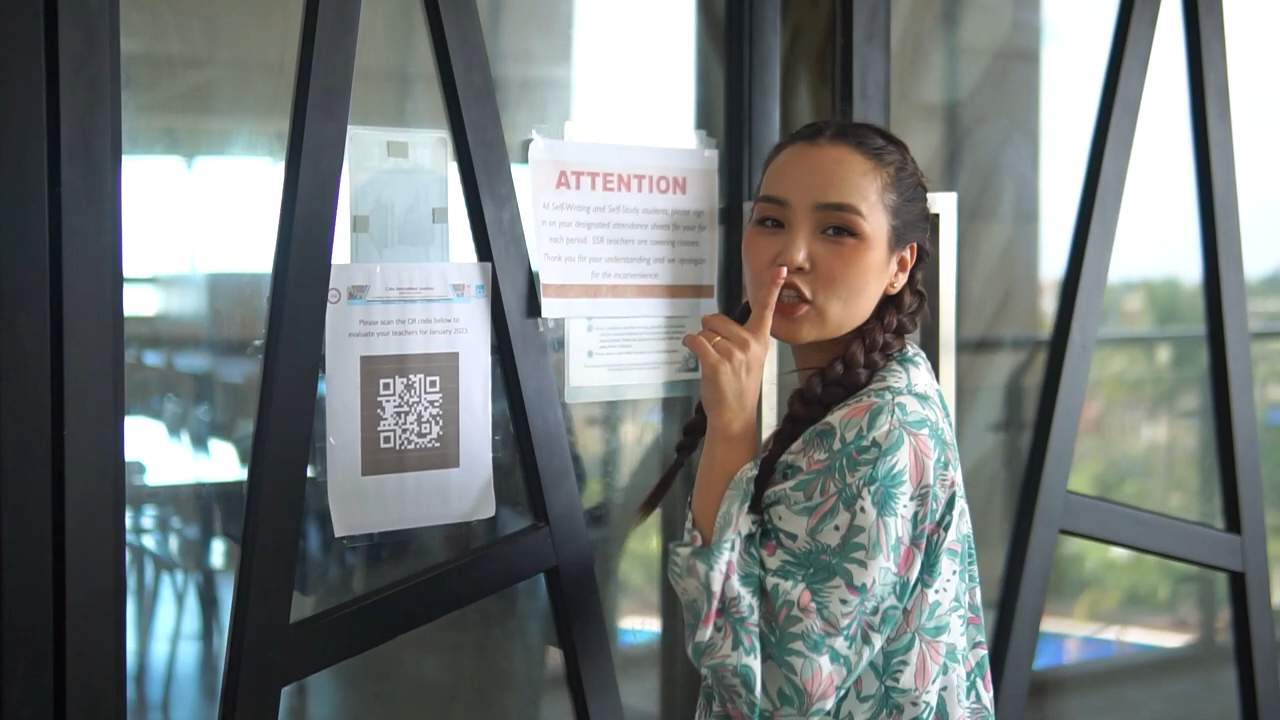 Please scan the QR code below to
evaluate your teachers for January 2023.
ATTENTION
All Self-Writing and Self-Study students, please sign
in on your designated attendance sheets for your
each period. SSR teachers are covering classes.
Thank you for your understanding and we apologize
for the inconvenience.